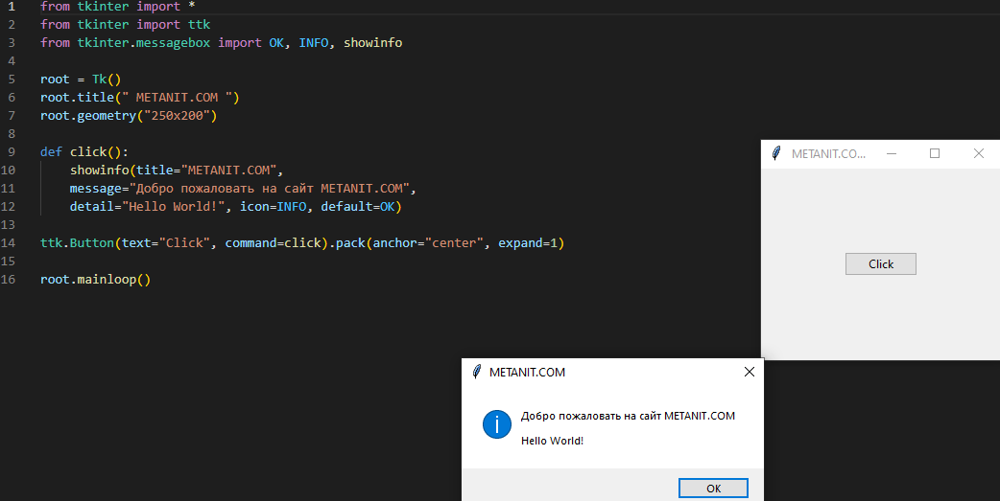 1 from tkinter import *
2 from tkinter import ttk
3 from tkinter.messagebox import OK, INFO, showinfo
4
5 root = Tk()
6 root.title(" METANIT.COM ")
7 root.geometry("250x200")
8
9 def click():
10     showinfo(title="METANIT.COM",
11     message="Добро пожаловать на сайт METANIT.COM",
12     detail="Hello World!", icon=INFO, default=OK)
13
14 ttk.Button(text="Click", command=click).pack(anchor="center", expand=1)
15
16 root.mainloop()
METANIT.CO...
Click
METANIT.COM
Добро пожаловать на сайт METANIT.COM
Hello World!
OK